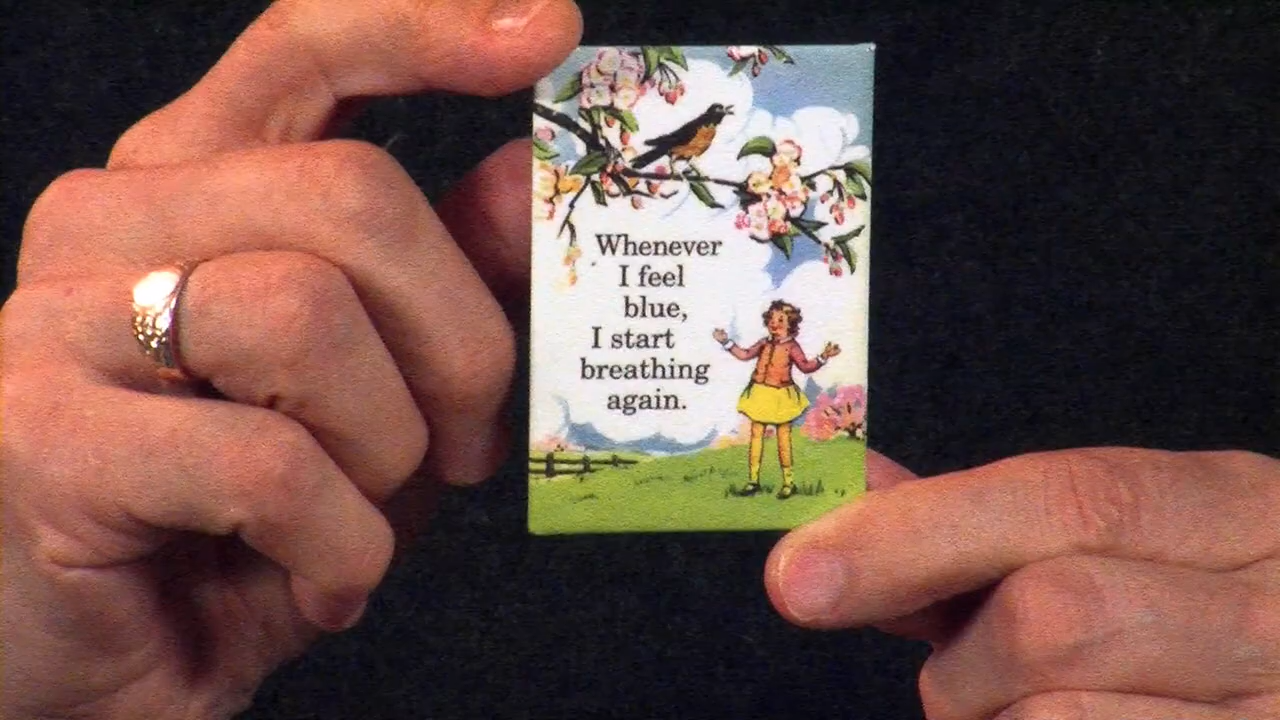 Whenever
I feel
blue,
I start
breathing
again.